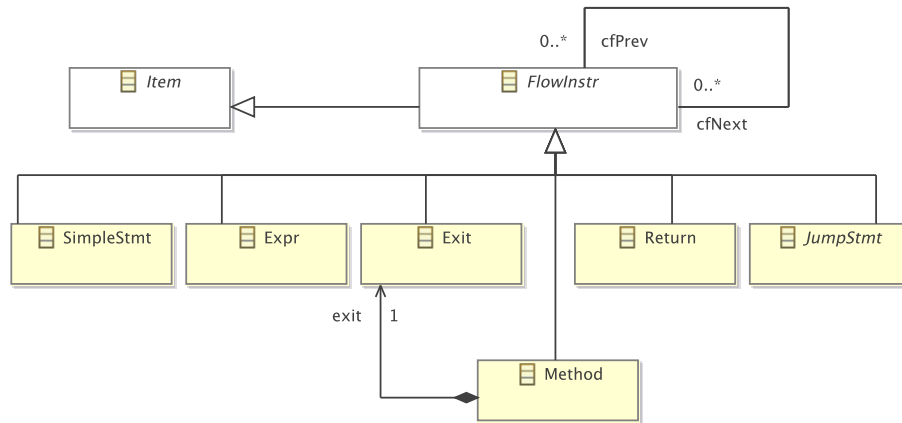 0..*
cfPrev
Item
FlowInstr
0..*
cfNext
SimpleStmt
Expr
Exit
Return
JumpStmt
exit
1
Method